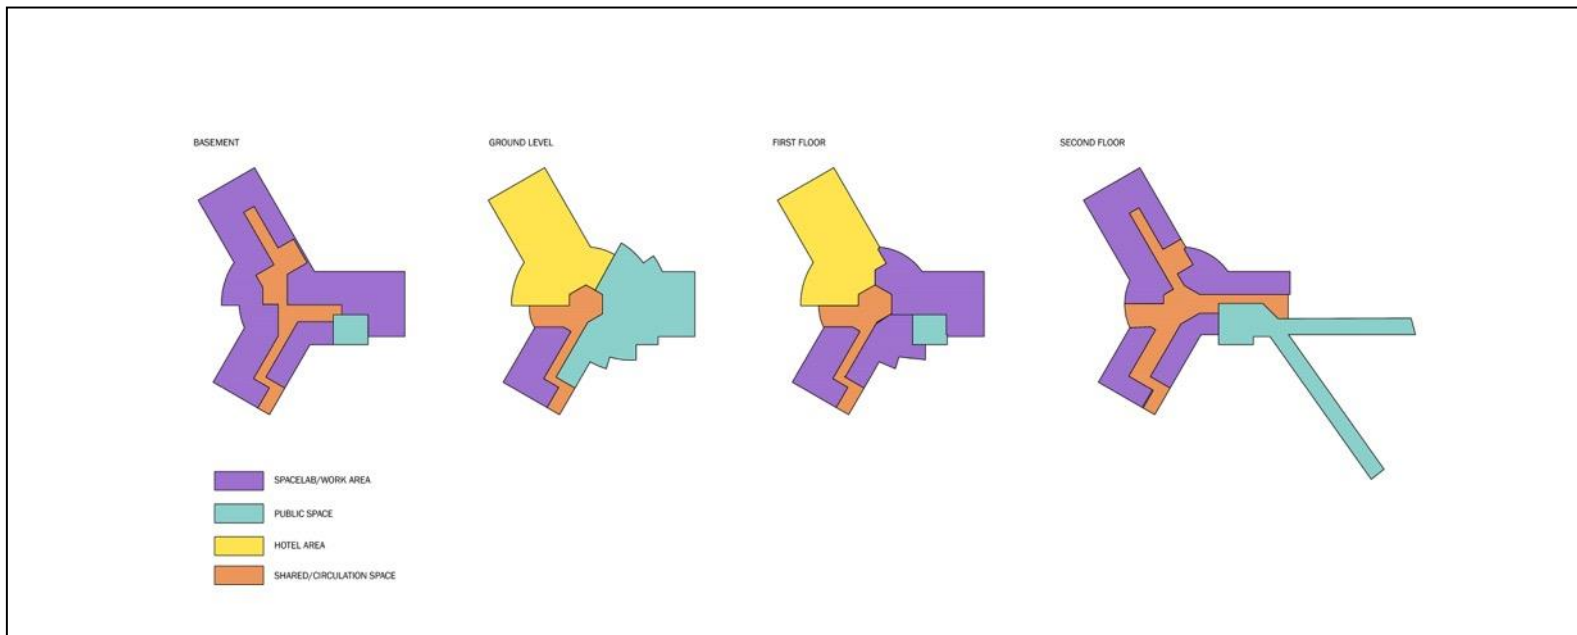 BASEMENT
GROUND LEVEL
FIRST FLOOR
SECOND FLOOR
SPACELAB/WORK AREA
PUBLIC SPACE
HOTEL AREA
SHARED/CIRCULATION SPACE